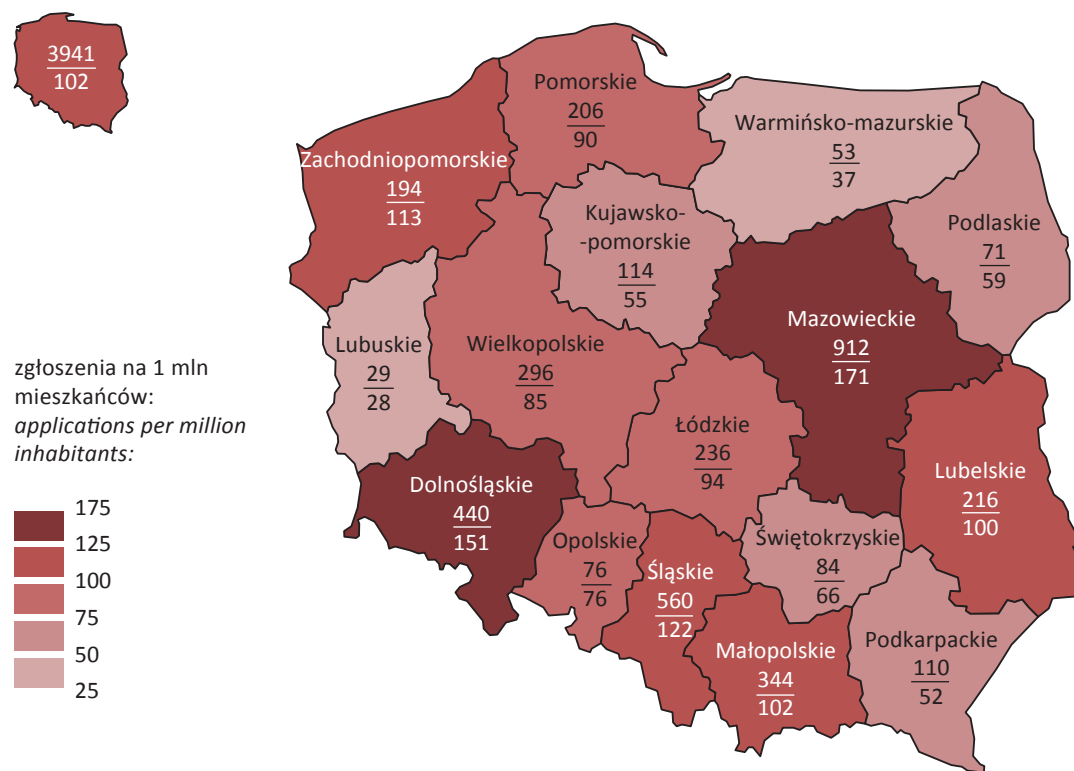 3941
102
Pomorskie
206
90
Warmińsko-mazurskie
53
37
Zachodniopomorskie
194
113
Kujawsko-
-pomorskie
114
55
Podlaskie
71
59
Mazowieckie
912
171
Lubuskie
29
28
Wielkopolskie
296
85
zgłoszenia na 1 mln
mieszkańców:
applications per million
inhabitants:
175
125
100
75
50
25
Łódzkie
236
94
Lubelskie
216
100
Dolnośląskie
440
151
Opolskie
76
76
Śląskie
560
122
Świętokrzyskie
84
66
Małopolskie
344
102
Podkarpackie
110
52